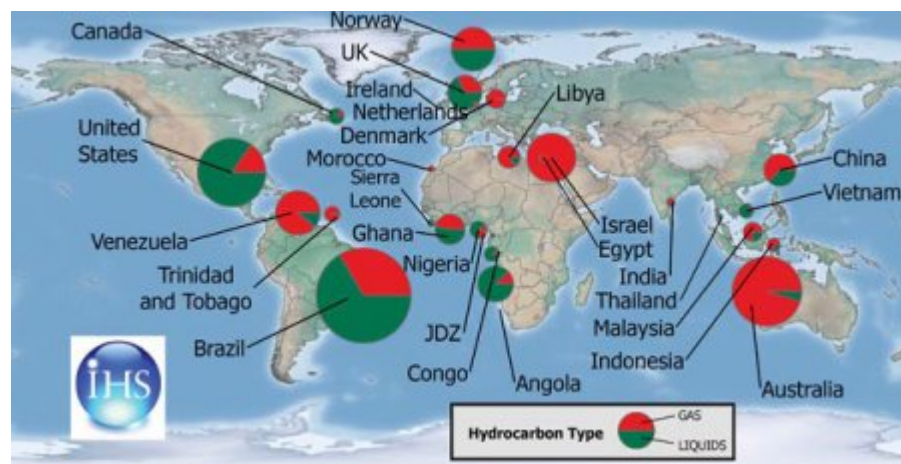 Norway
Canada
UK
Ireland
Netherlands
Denmark
Libya
United
States
Morocco
Sierra
Leone
China
Vietnam
Venezuela
Ghana
Israel
Egypt
Nigeria
India
Trinidad
and Tobago
Thailand
Malaysia
JDZ
Brazil
Indonesia
Congo
Angola
Australia
iHS
Hydrocarbon Type
GAS
LIQUIDS